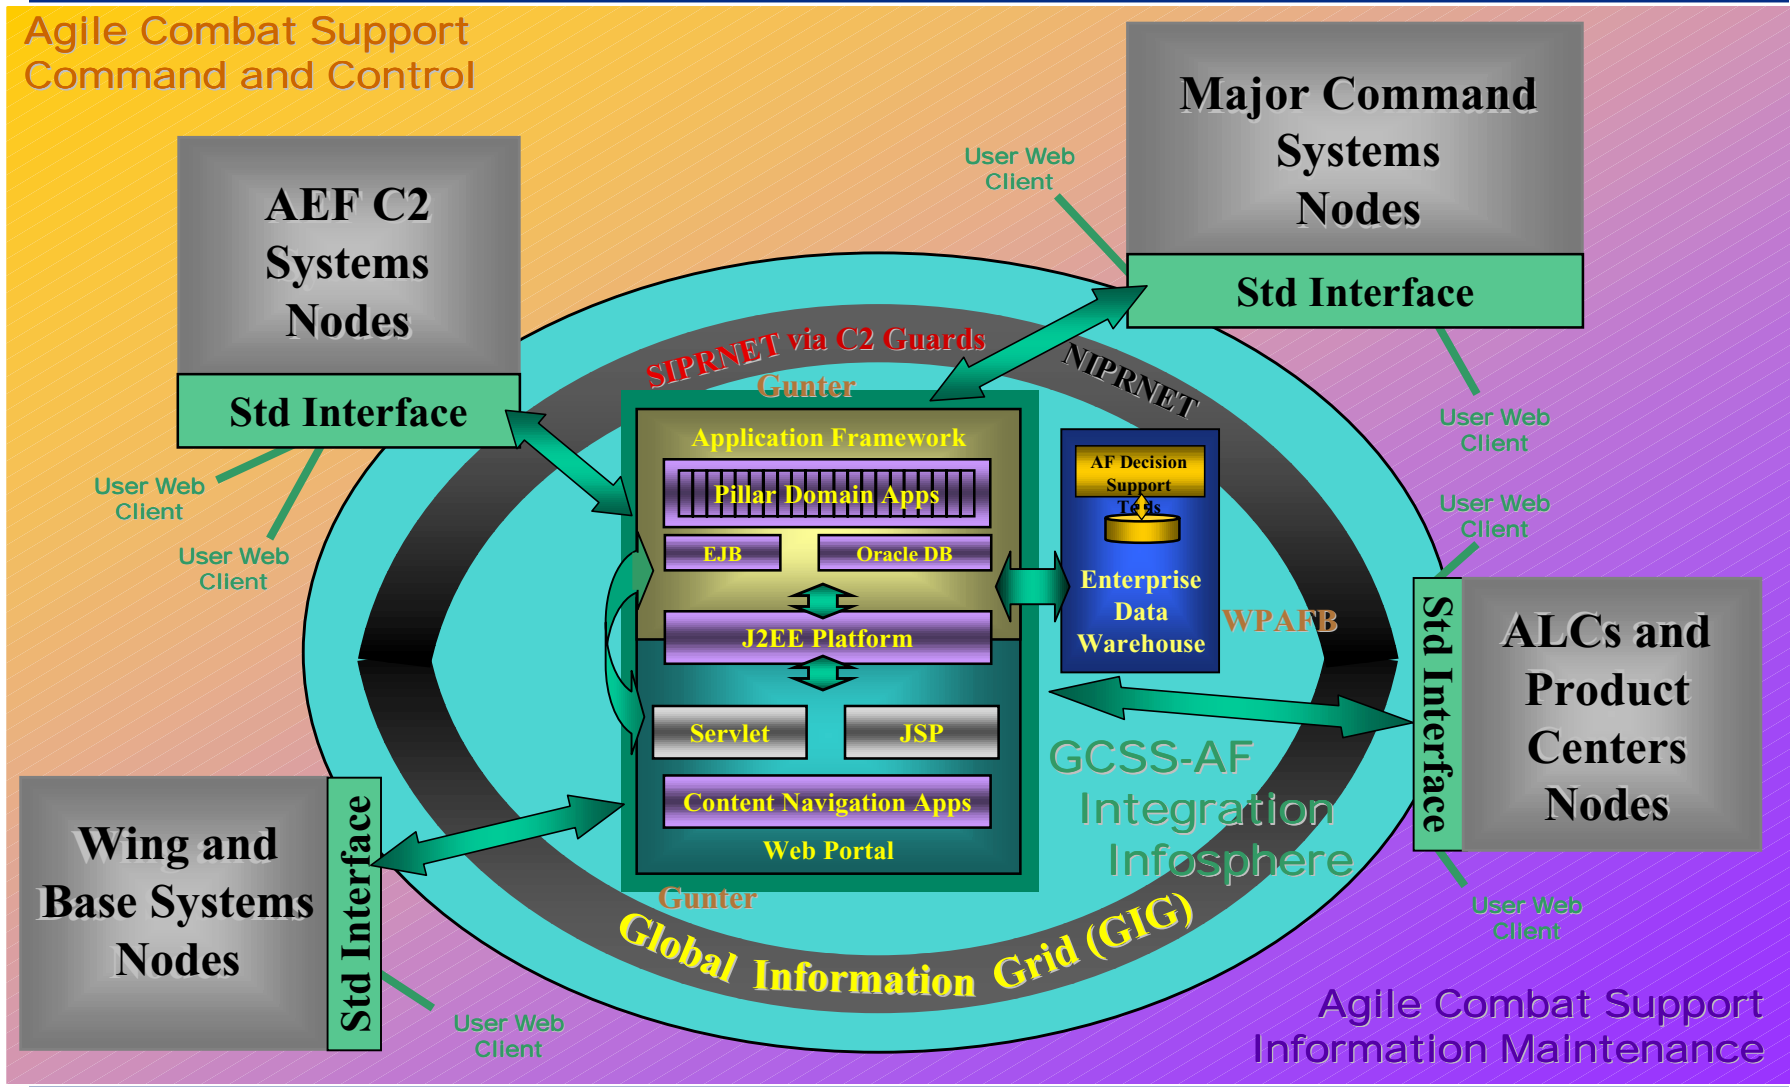 Agile Combat Support
Command and Control
Major Command
Systems
Nodes
Std Interface
User Web
Client
User Web
Client
AEF C2
Systems
Nodes
Std Interface
User Web
Client
User Web
Client
SIPRNET via C2 Guards
NIPRNET
Gunter
Application Framework
Pillar Domain Apps
EJB
Oracle DB
J2EE Platform
Servlet
JSP
Content Navigation Apps
Web Portal
Gunter
AF Decision
Support
Tools
Enterprise
Data
Warehouse
WPAFB
User Web
Client
Std Interface
ALCs and
Product
Centers
Nodes
User Web
Client
GCSS-AF
Integration
Infosphere
Wing and
Base Systems
Nodes
Std Interface
User Web
Client
Global Information Grid (GIG)
Agile Combat Support
Information Maintenance